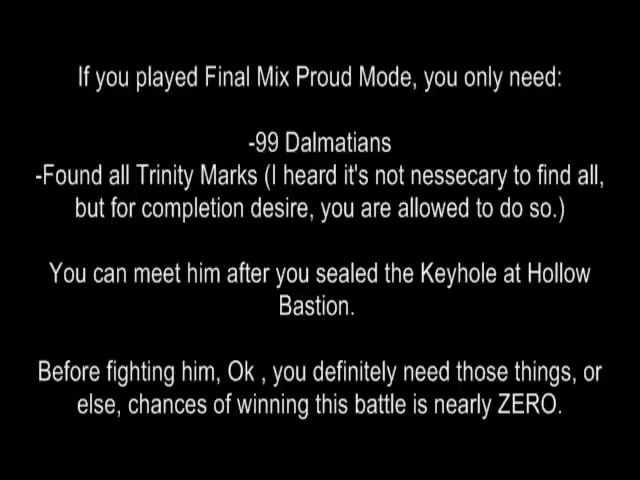 If you played Final Mix Proud Mode, you only need:
-99 Dalmatians
-Found all Trinity Marks (I heard it's not nessecary to find all,
but for completion desire, you are allowed to do so.)
You can meet him after you sealed the Keyhole at Hollow
Bastion.
Before fighting him, Ok , you definitely need those things, or
else, chances of winning this battle is nearly ZERO.